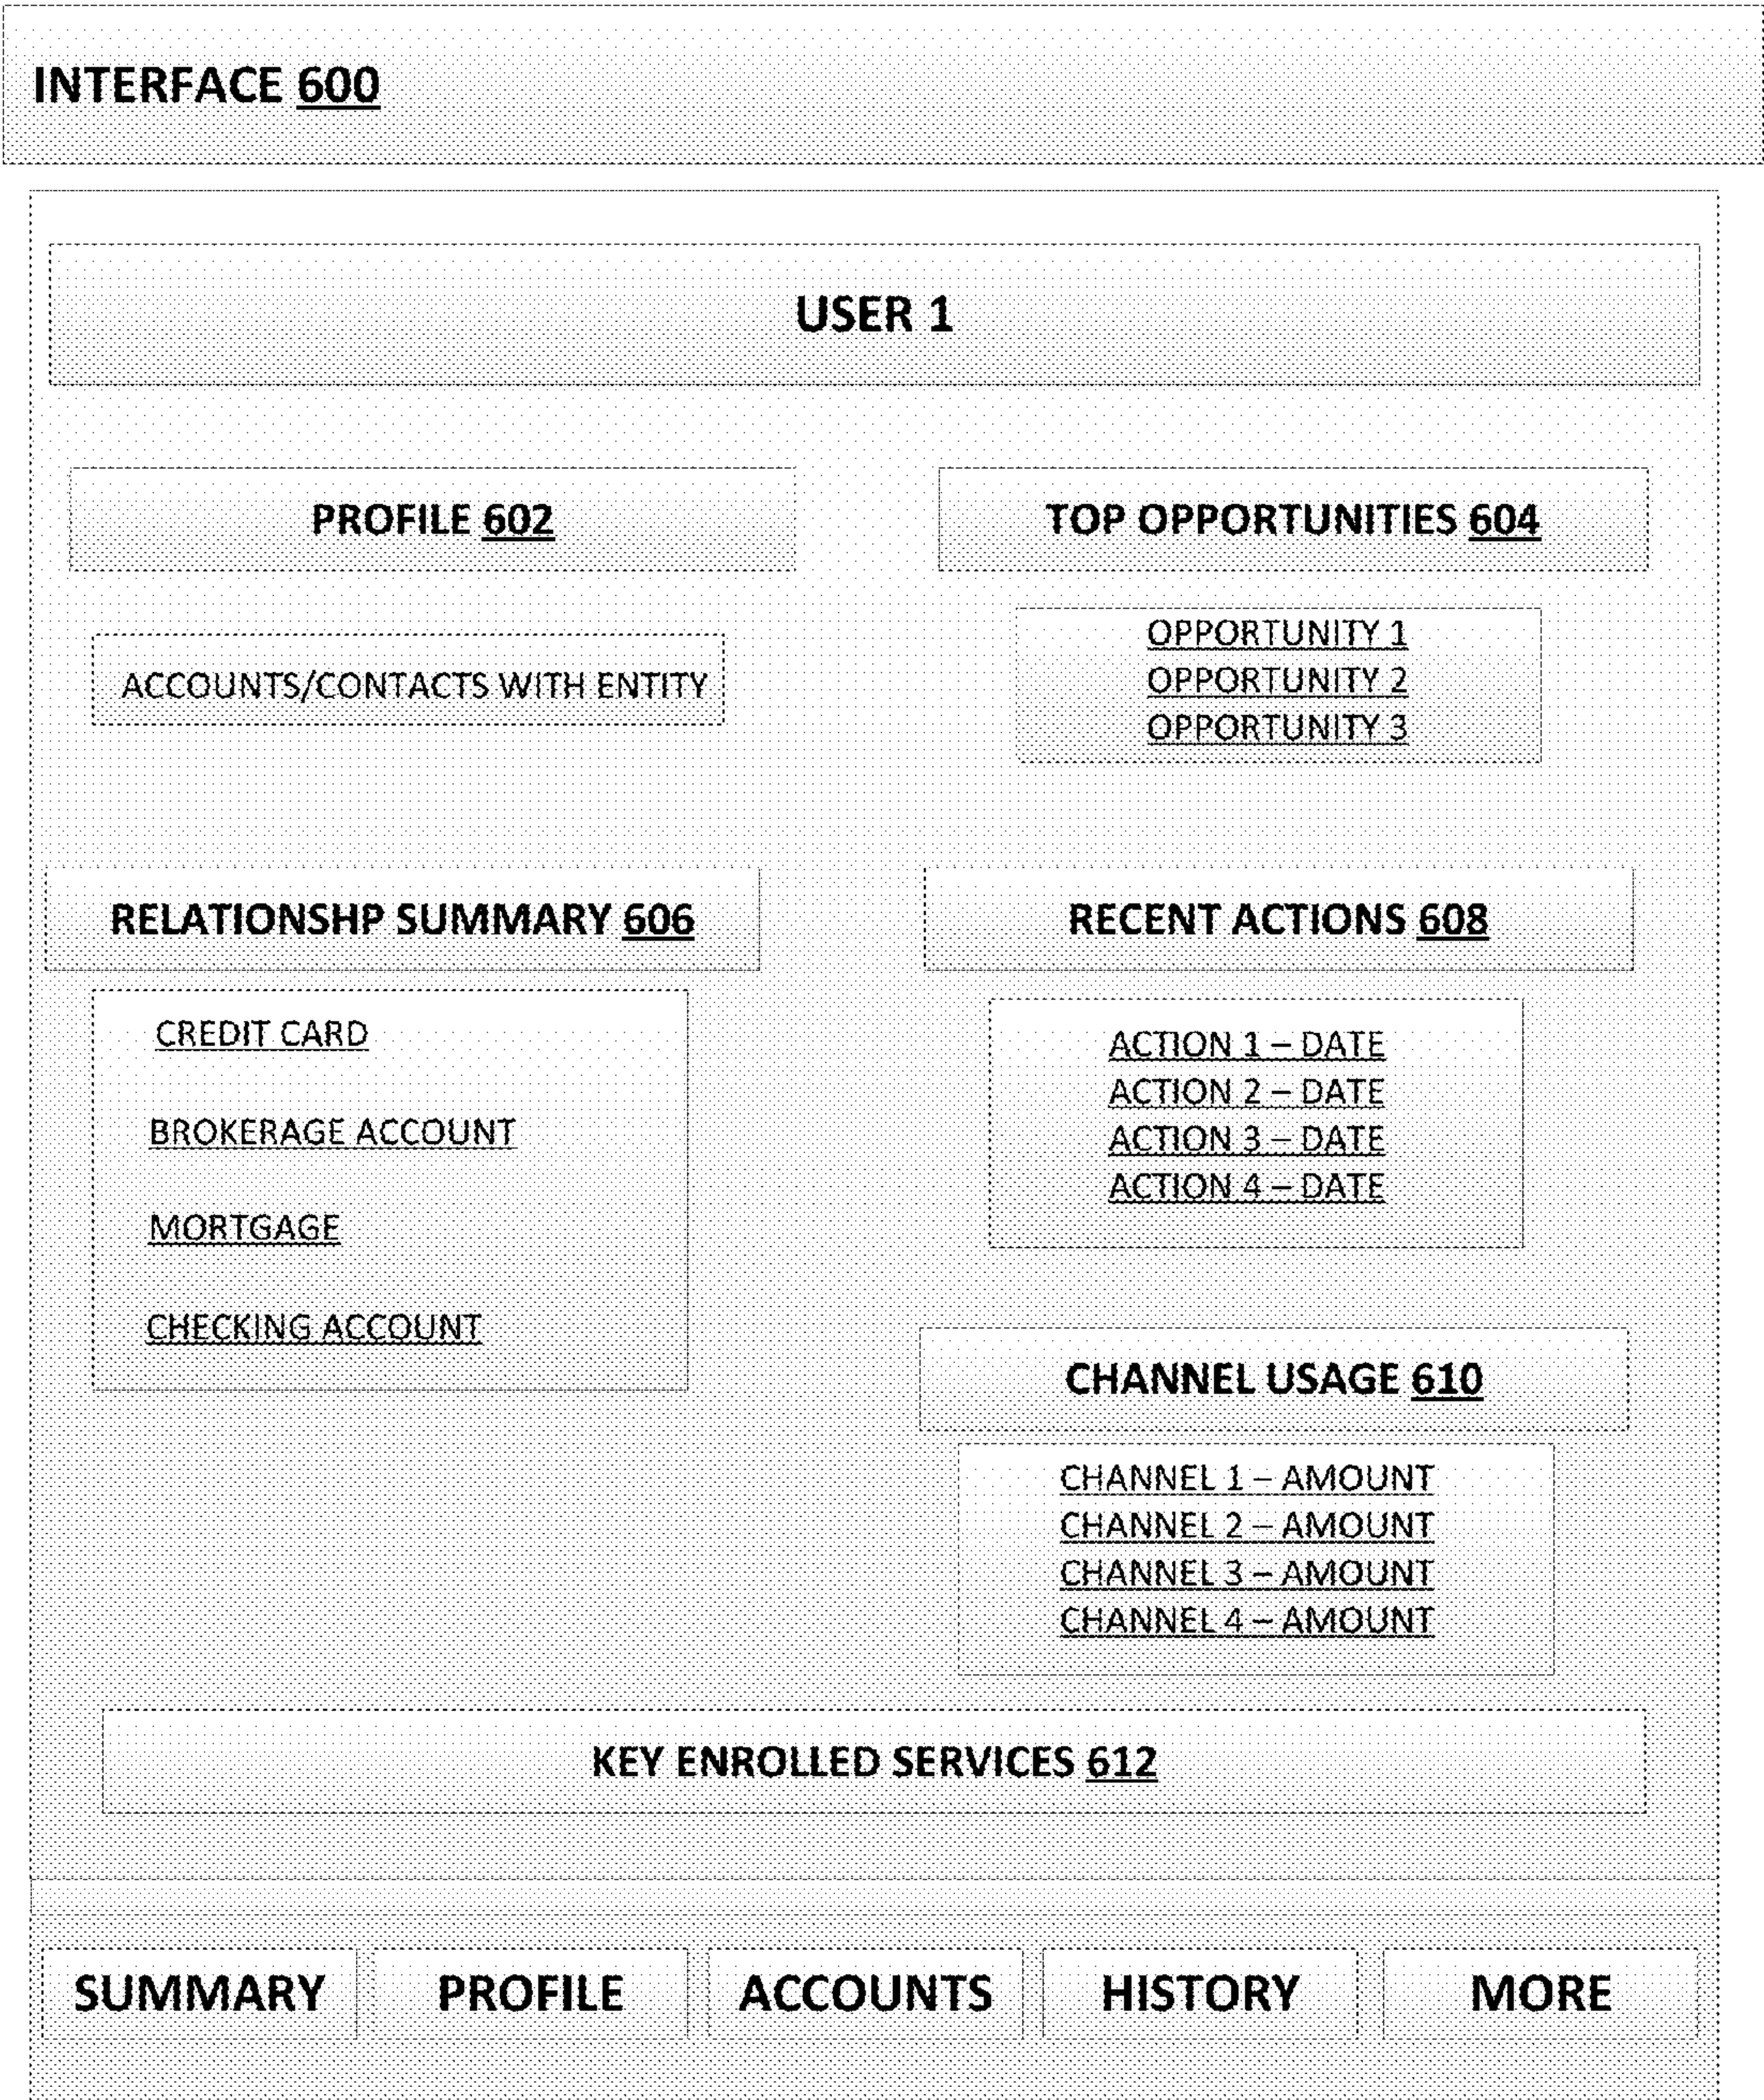 INTERFACE 600
USER 1
PROFILE 602
ACCOUNTS/CONTACTS WITH ENTITY
TOP OPPORTUNITIES 604
OPPORTUNITY 1
OPPORTUNITY 2
OPPORTUNITY 3
RELATIONSHP SUMMARY 606
CREDIT CARD
BROKERAGE ACCOUNT
MORTGAGE
CHECKING ACCOUNT
RECENT ACTIONS 608
ACTION 1 – DATE
ACTION 2 – DATE
ACTION 3 – DATE
ACTION 4 – DATE
CHANNEL USAGE 610
CHANNEL 1 – AMOUNT
CHANNEL 2 – AMOUNT
CHANNEL 3 – AMOUNT
CHANNEL 4 – AMOUNT
KEY ENROLLED SERVICES 612
SUMMARY PROFILE ACCOUNTS HISTORY MORE